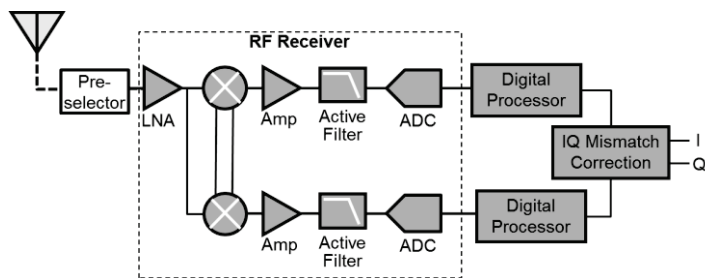 RF Receiver
Pre-
selector
LNA
Amp
Active
Filter
ADC
Digital
Processor
IQ Mismatch
Correction
I
Q
Amp
Active
Filter
ADC
Digital
Processor